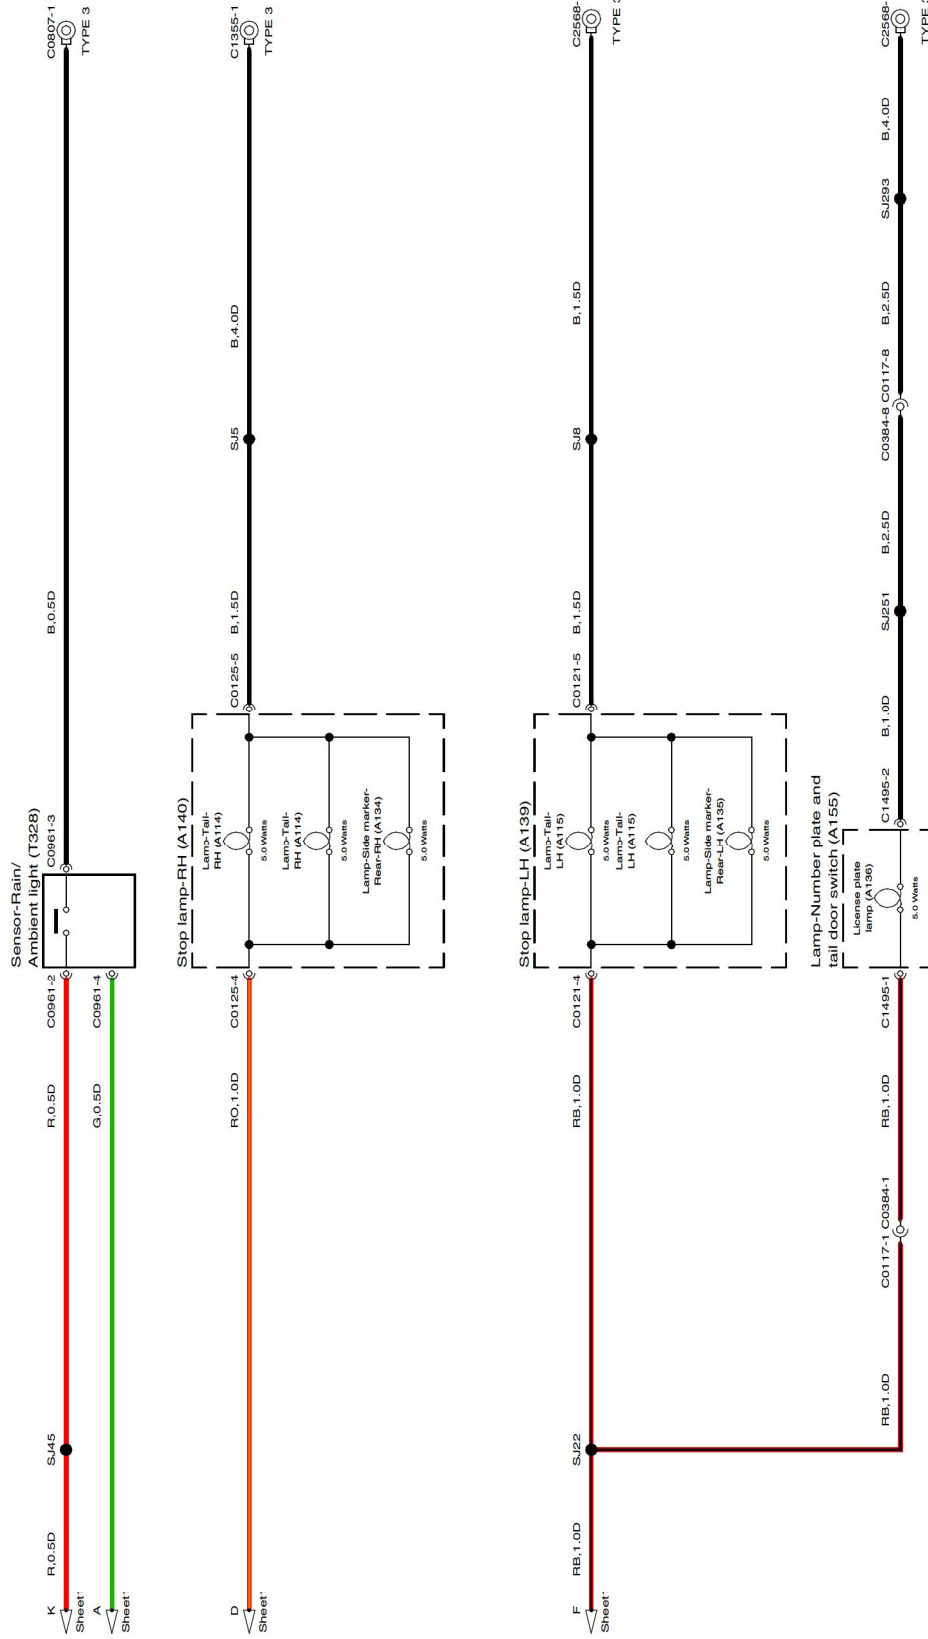 C0807-1
TYPE 3
B,0.5D
C0961-3
Sensor-Rain/
Ambient light (T328)
C0961-2
R,0.5D
SJ45
R,0.5D
K
C0961-4
G,0.5D
A
C1355-1
TYPE 3
B,4.0D
SJ5
B,1.5D
C0125-5
Stop lamp-RH (A140)
Lamp-Tail-
RH (A114)
5.0 Watts
Lamp-Tail-
RH (A114)
5.0 Watts
Lamp-Side marker-
Rear-RH (A134)
5.0 Watts
C0125-4
RO,1.0D
D
B,1.5D
SJ8
B,1.5D
C0121-5
Stop lamp-LH (A139)
Lamp-Tail-
LH (A115)
5.0 Watts
Lamp-Tail-
LH (A115)
5.0 Watts
Lamp-Side marker-
Rear-LH (A135)
5.0 Watts
C0121-4
RB,1.0D
SJ22
RB,1.0D
F
B,4.0D
SJ293
B,2.5D
C0384-8 C0117-8
B,2.5D
SJ251
B,1.0D
C1495-2
Lamp-Number plate and
tail door switch (A155)
License plate
lamp (A136)
5.0 Watts
C1495-1
RB,1.0D
C0117-1 C0384-1
RB,1.0D